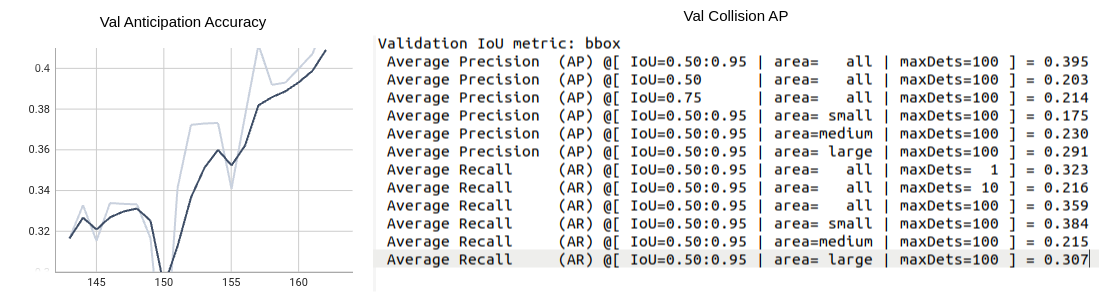 Val Anticipation Accuracy
0.4
0.38
0.36
0.34
0.32
0.3
145 150 155 160
Val Collision AP
Validation IoU metric: bbox
Average Precision (AP) @[ IoU=0.50:0.95 | area= all | maxDets=100 ] = 0.395
Average Precision (AP) @[ IoU=0.50 | area= all | maxDets=100 ] = 0.203
Average Precision (AP) @[ IoU=0.75 | area= all | maxDets=100 ] = 0.214
Average Precision (AP) @[ IoU=0.50:0.95 | area= small | maxDets=100 ] = 0.175
Average Precision (AP) @[ IoU=0.50:0.95 | area=medium | maxDets=100 ] = 0.230
Average Precision (AP) @[ IoU=0.50:0.95 | area= large | maxDets=100 ] = 0.291
Average Recall (AR) @[ IoU=0.50:0.95 | area= all | maxDets= 1 ] = 0.323
Average Recall (AR) @[ IoU=0.50:0.95 | area= all | maxDets= 10 ] = 0.216
Average Recall (AR) @[ IoU=0.50:0.95 | area= all | maxDets=100 ] = 0.359
Average Recall (AR) @[ IoU=0.50:0.95 | area= small | maxDets=100 ] = 0.384
Average Recall (AR) @[ IoU=0.50:0.95 | area=medium | maxDets=100 ] = 0.215
Average Recall (AR) @[ IoU=0.50:0.95 | area= large | maxDets=100 ] = 0.307